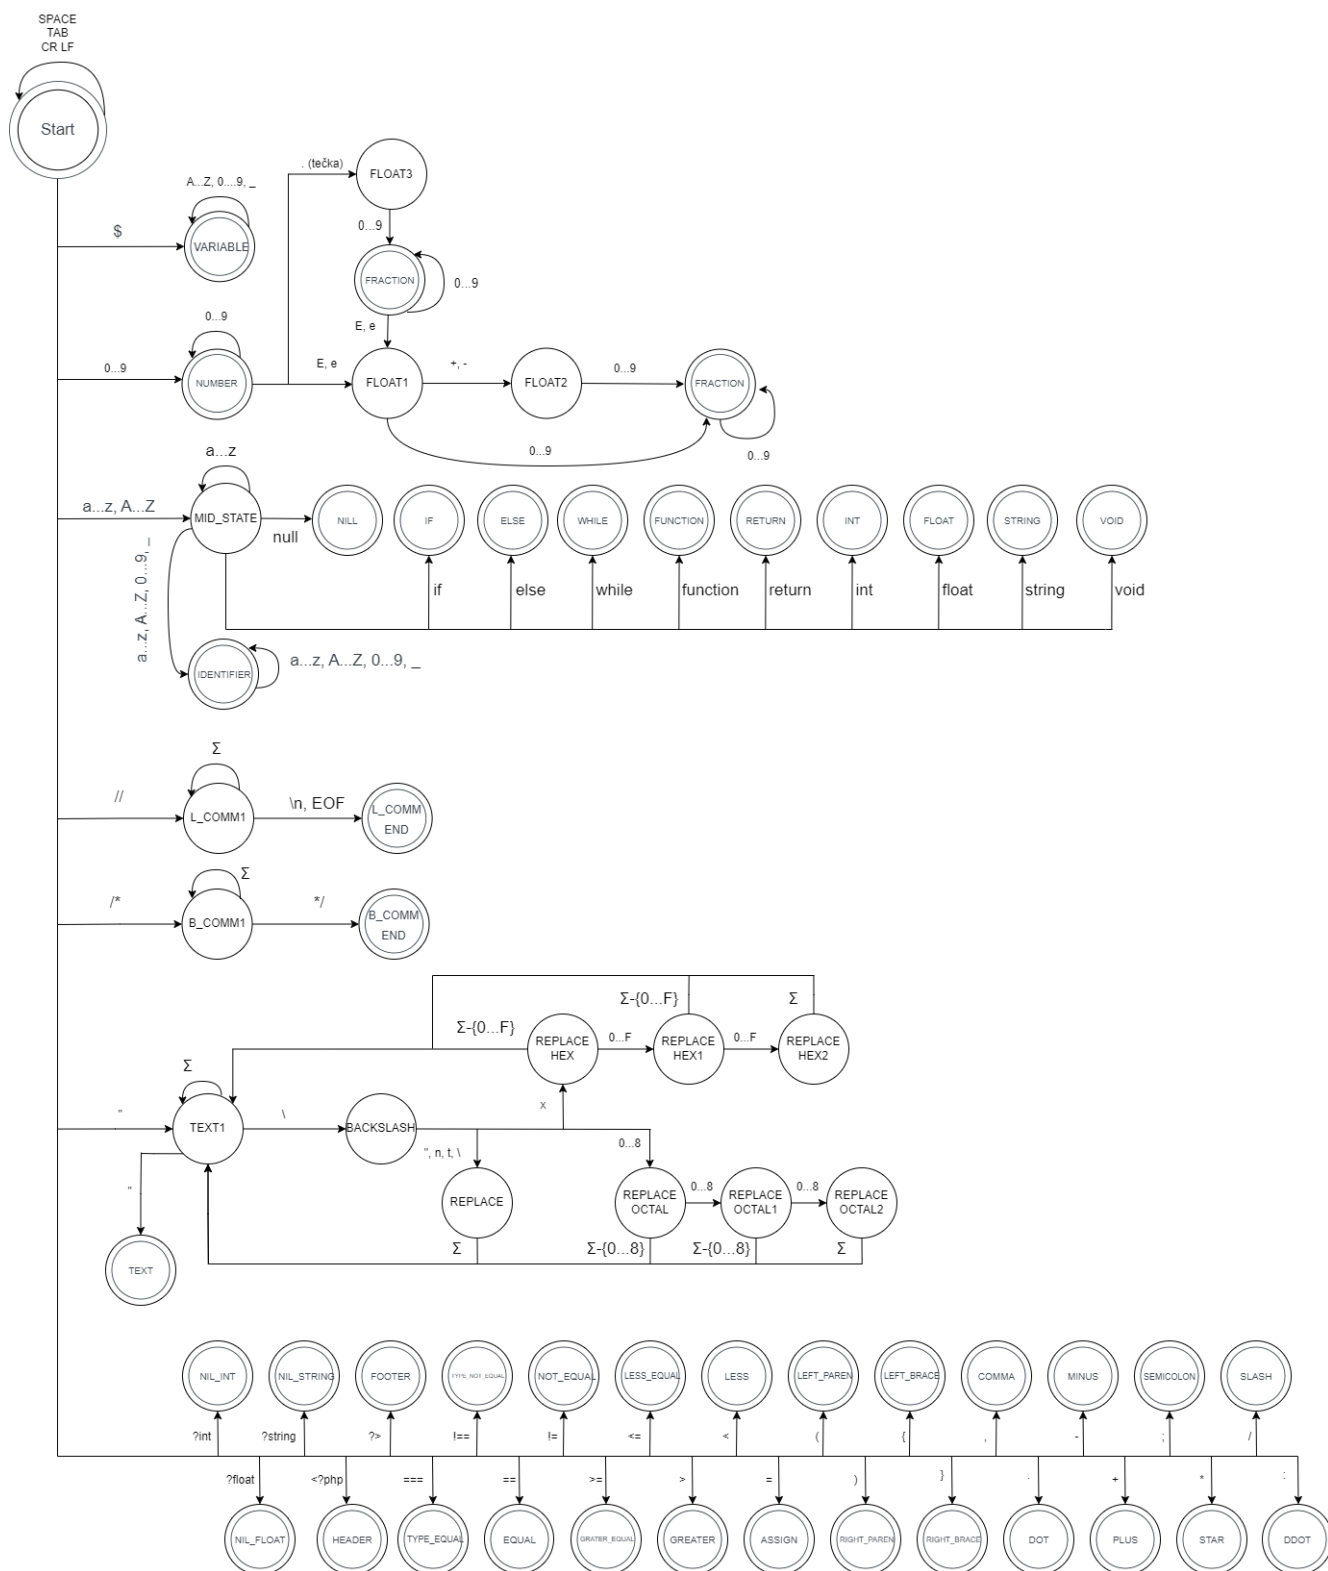 SPACE
TAB
CR LF
Start
. (tečka)
FLOAT3
A...Z, 0....9, _
$
VARIABLE
0...9
FRACTION
0...9
0...9
E, e
0...9
NUMBER
E, e
FLOAT1
+, -
FLOAT2
0...9
FRACTION
0...9
0...9
a...z
a...z, A...Z
MID_STATE
null
NILL
IF
ELSE
WHILE
FUNCTION
RETURN
INT
FLOAT
STRING
VOID
if
else
while
function
return
int
float
string
void
a...z, A...Z, 0...9, _
IDENTIFIER
a...z, A...Z, 0...9, _
Σ
//
L_COMM1
\n, EOF
L_COMM
END
Σ
/*
B_COMM1
*/
B_COMM
END
Σ-{0...F}
Σ-{0...F}
Σ
REPLACE
HEX
0...F
REPLACE
HEX1
0...F
REPLACE
HEX2
Σ
x
"
TEXT1
\
BACKSLASH
", n, t, \
0...8
"
REPLACE
REPLACE
OCTAL
0...8
REPLACE
OCTAL1
0...8
REPLACE
OCTAL2
Σ
Σ-{0...8}
Σ-{0...8}
Σ
TEXT
NIL_INT
NIL_STRING
FOOTER
TYPE_NOT_EQUAL
NOT_EQUAL
LESS_EQUAL
LESS
LEFT_PAREN
LEFT_BRACE
COMMA
MINUS
SEMICOLON
SLASH
?int
?string
?>
!==
!=
<=
<
(
{
,
-
;
/
?float
<?php
===
==
>=
>
=
)
}
.
+
*
:
NIL_FLOAT
HEADER
TYPE_EQUAL
EQUAL
GRATER_EQUAL
GREATER
ASSIGN
RIGHT_PAREN
RIGHT_BRACE
DOT
PLUS
STAR
DDOT